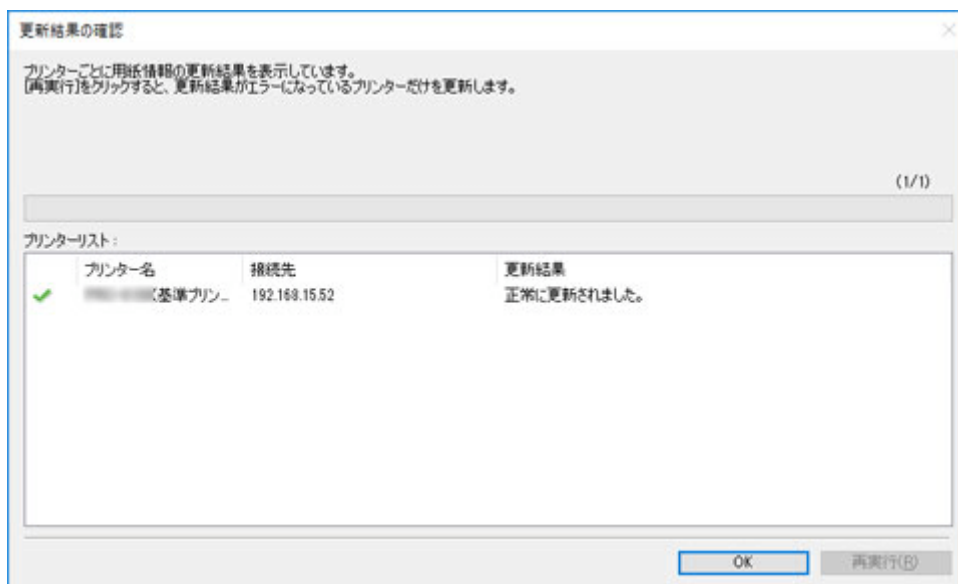 更新結果の確認
プリンターごとに用紙情報の更新結果を表示しています。
[再実行]をクリックすると、更新結果がエラーになっているプリンターだけを更新します。
(1/1)
プリンターリスト:
プリンター名 接続先 更新結果
(基準プリン... 192.168.15.52 正常に更新されました。
OK 再実行(R)